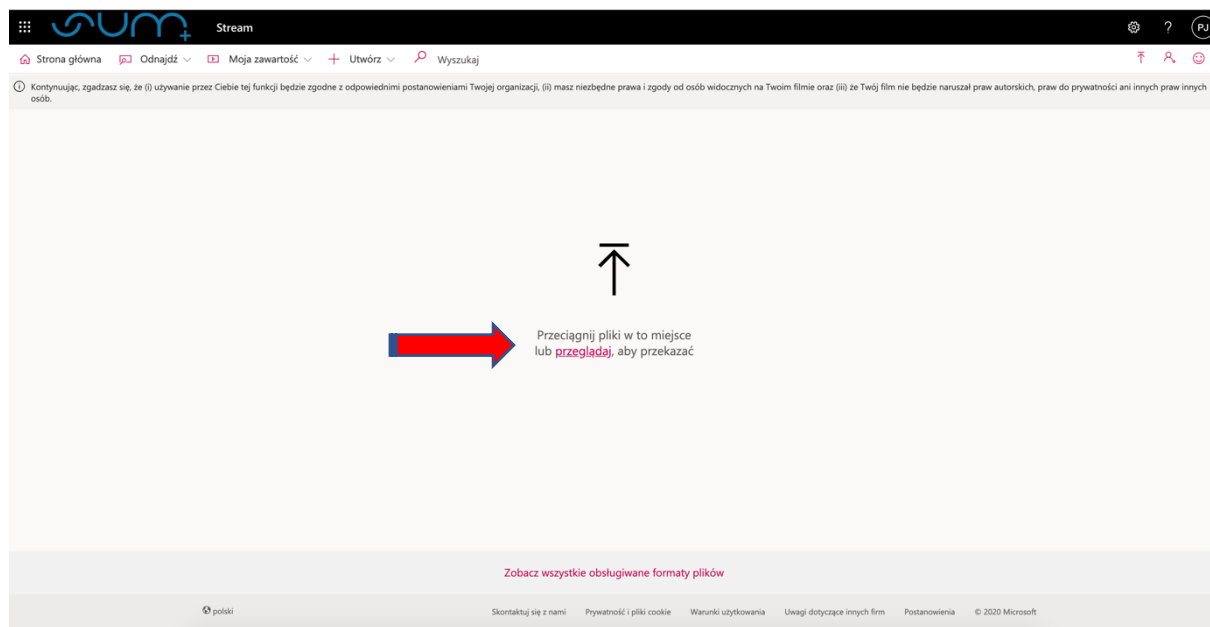 SUM+ Stream ? PJ
Strona główna Odnajdź Moja zawartość Utwórz Wyszukaj
Kontynuując, zgadzasz się, że (i) używanie przez Ciebie tej funkcji będzie zgodne z odpowiednimi postanowieniami Twojej organizacji, (ii) masz niezbędne prawa i zgody od osób widocznych na Twoim filmie oraz (iii) że Twój film nie będzie naruszał praw autorskich, praw do prywatności ani innych praw innych
osób.
Przeciągnij pliki w to miejsce
lub przeglądaj, aby przekazać
Zobacz wszystkie obsługiwane formaty plików
polski Skontaktuj się z nami Prywatność i pliki cookie Warunki użytkowania Uwagi dotyczące innych firm Postanowienia © 2020 Microsoft